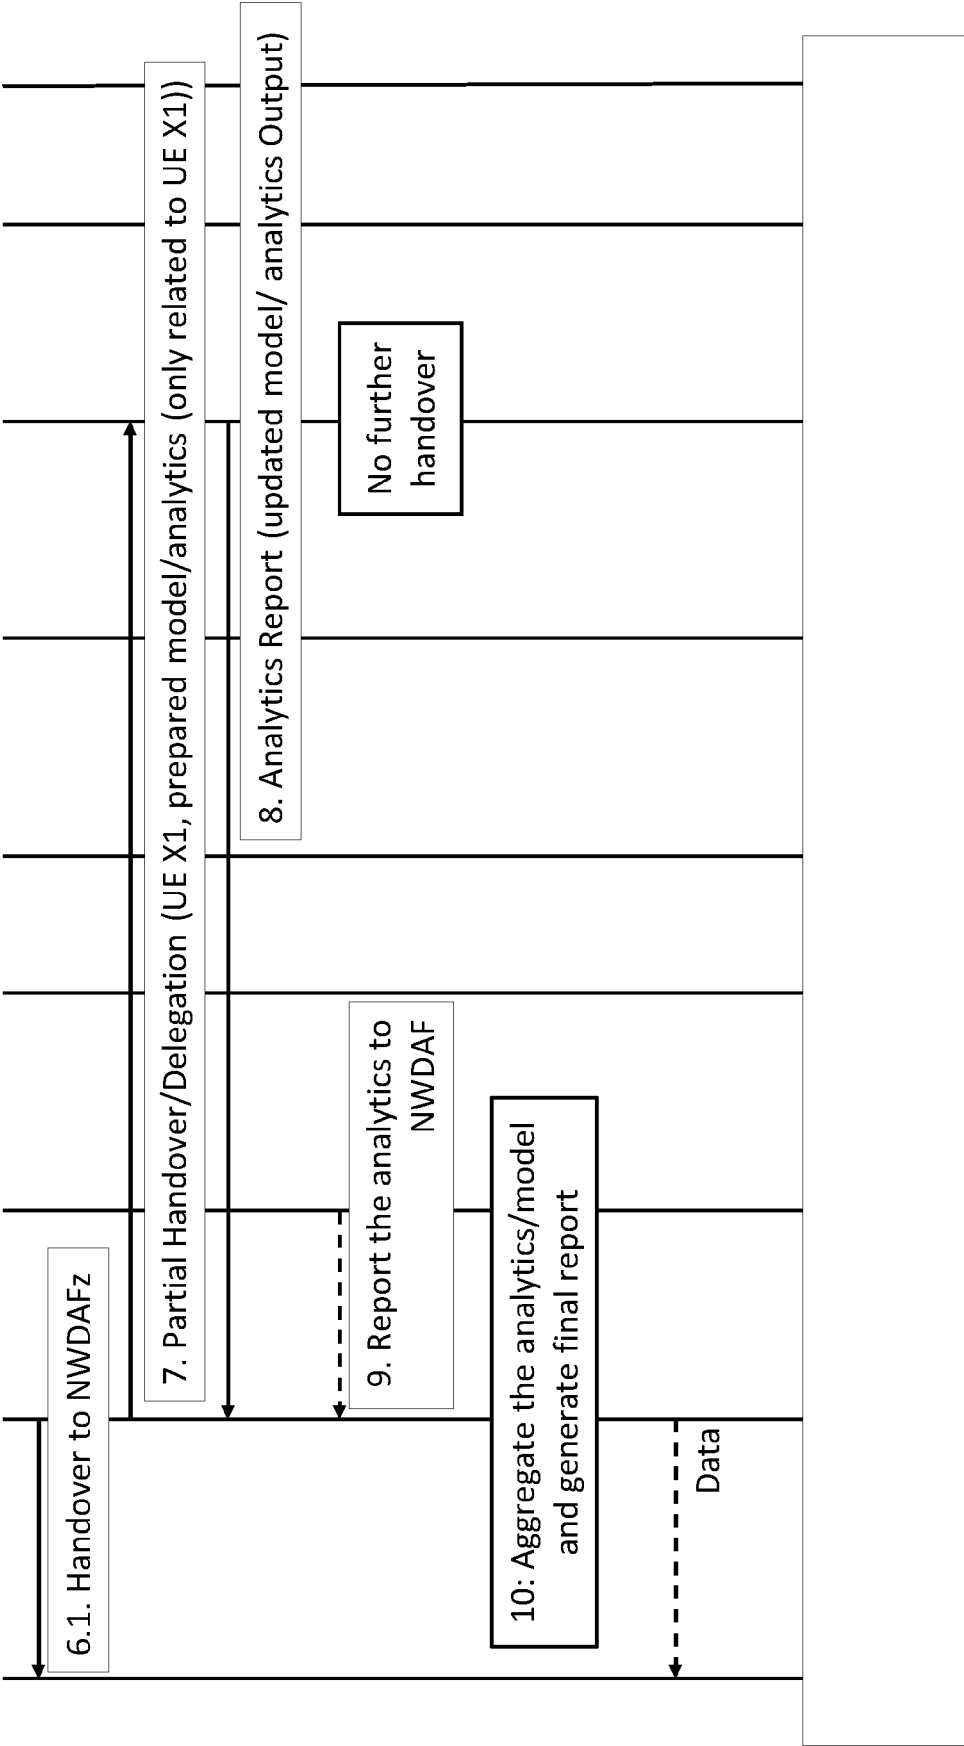 6.1. Handover to NWDAFz
7. Partial Handover/Delegation (UE X1, prepared model/analytics (only related to UE X1))
8. Analytics Report (updated model/ analytics Output)
No further
handover
9. Report the analytics to
NWDAF
10: Aggregate the analytics/model
and generate final report
Data